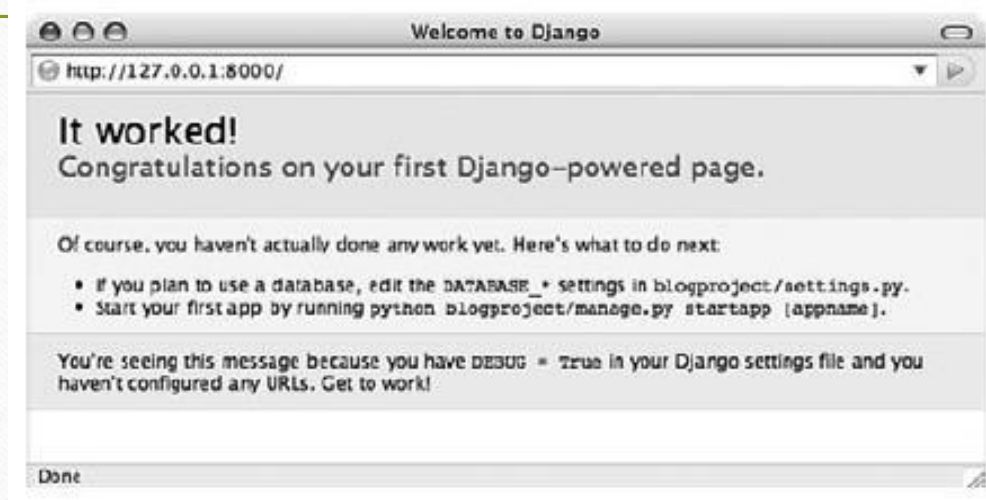 Welcome to Django
http://127.0.0.1:8000/
It worked!
Congratulations on your first Django-powered page.
Of course, you haven't actually done any work yet. Here's what to do next:
• If you plan to use a database, edit the DATABASE_* settings in blogproject/settings.py.
• Start your first app by running python blogproject/manage.py startapp [appname].
You're seeing this message because you have DEBUG = True in your Django settings file and you
haven't configured any URLs. Get to work!
Done